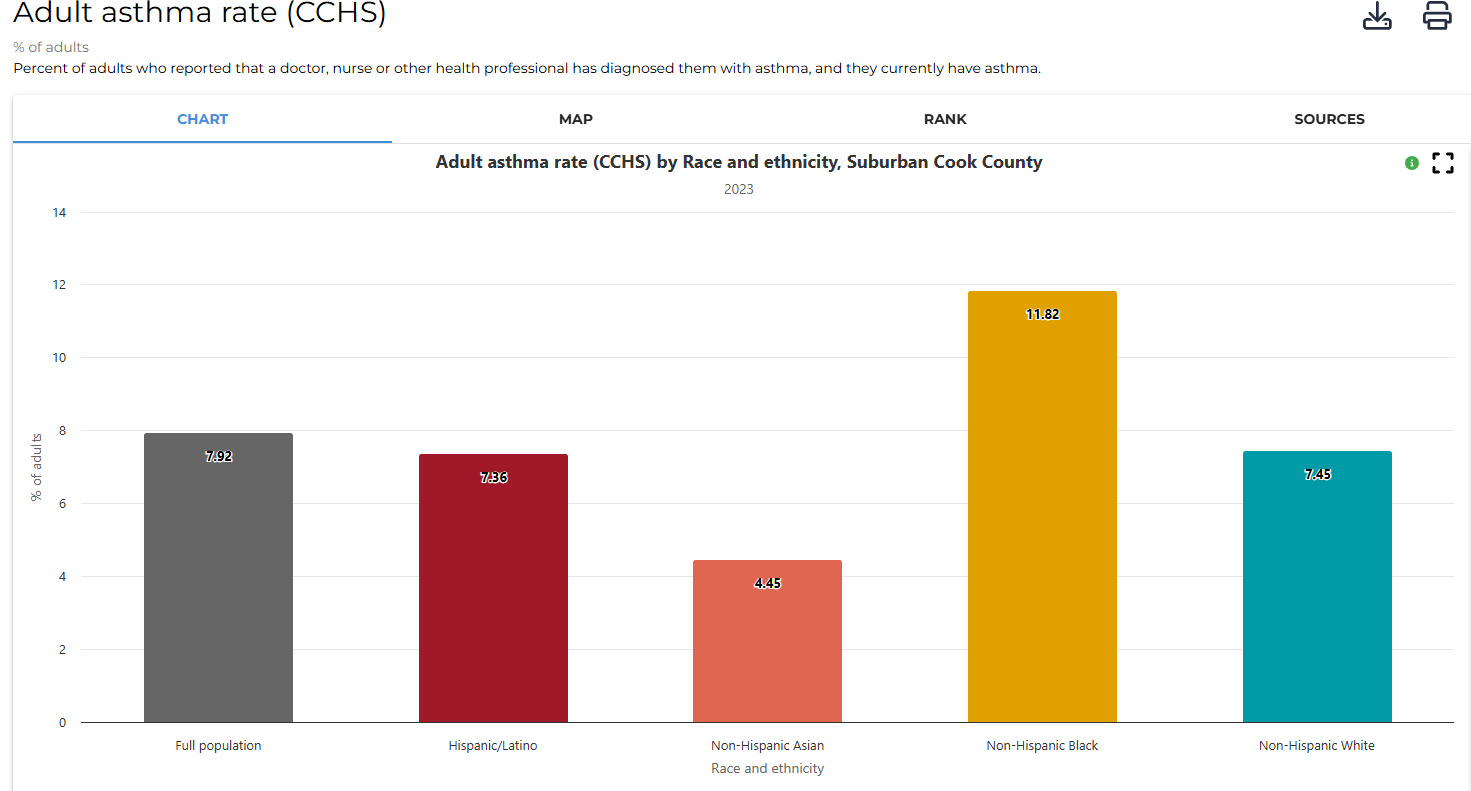 Adult asthma rate (CCHS)
% of adults
Percent of adults who reported that a doctor, nurse or other health professional has diagnosed them with asthma, and they currently have asthma.
CHART MAP RANK SOURCES
Adult asthma rate (CCHS) by Race and ethnicity, Suburban Cook County
2023
14
12
10
8
6
4
2
0
% of adults
7.92
7.36
4.45
11.82
7.45
Full population Hispanic/Latino Non-Hispanic Asian Non-Hispanic Black Non-Hispanic White
Race and ethnicity